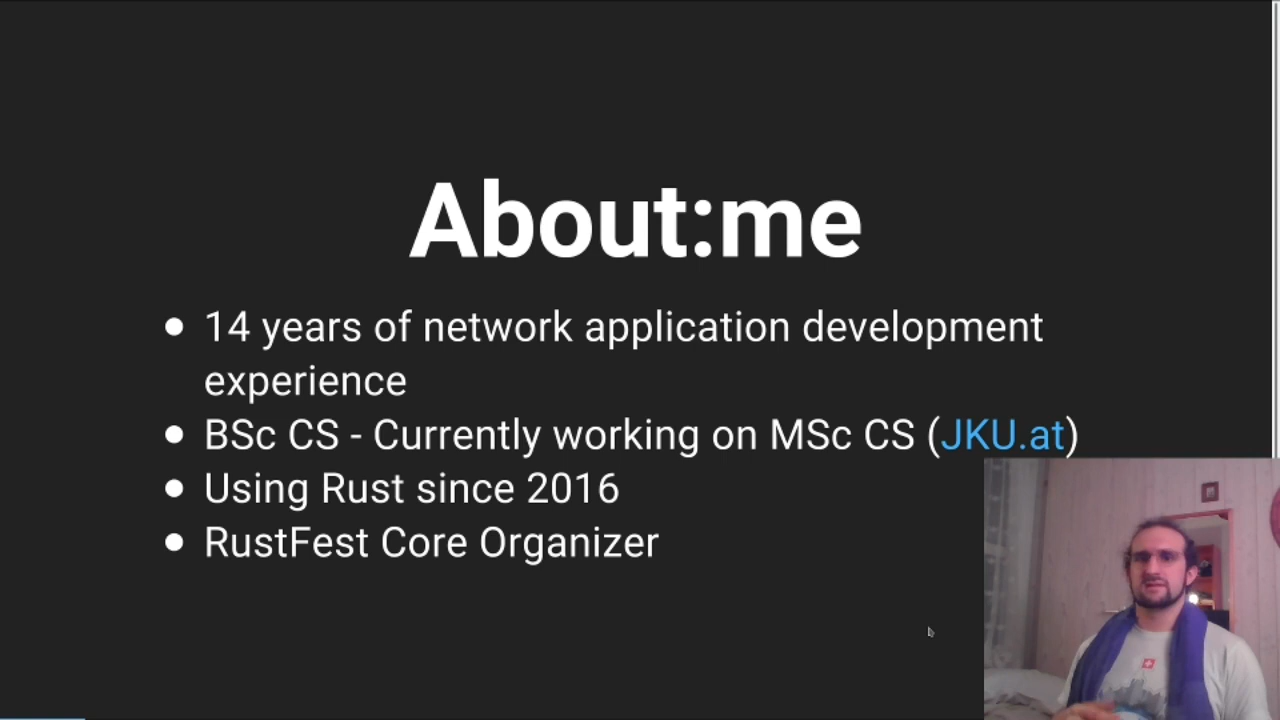 About:me
14 years of network application development
experience
BSc CS - Currently working on MSc CS (JKU.at)
Using Rust since 2016
RustFest Core Organizer